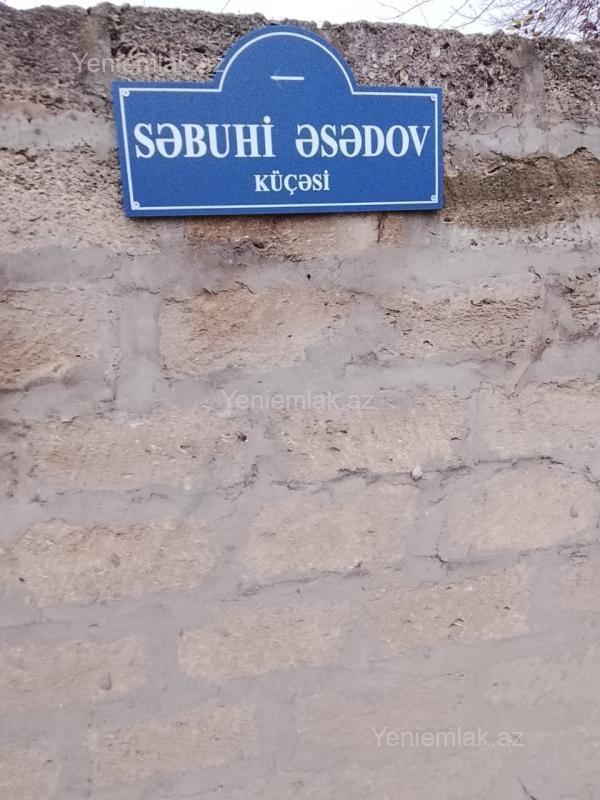 Yeniemlak.az
SƏBUHİ ƏSƏDOV
KÜÇƏSİ
Yeniemlak.az
Yeniemlak.az